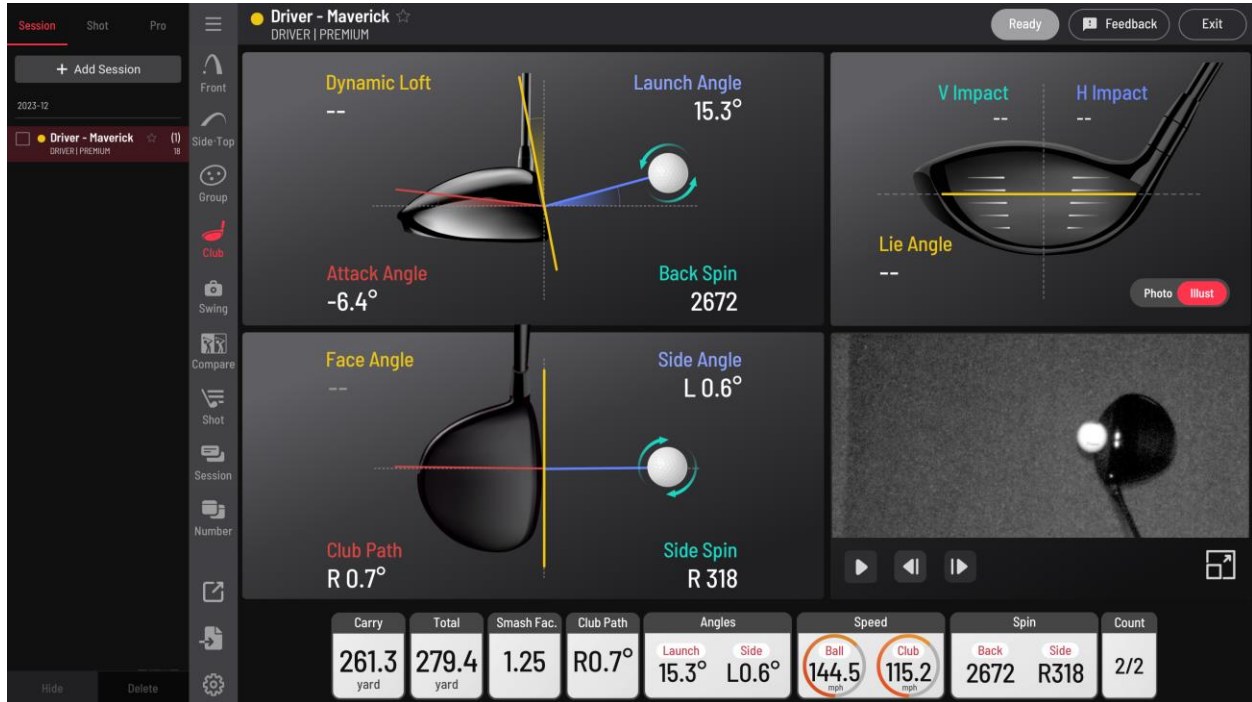 Session Shot Pro
+ Add Session
2023-12
Driver - Maverick (1)
DRIVER | PREMIUM 18
Hide Delete
Front
Side-Top
Group
Club
Swing
Compare
Shot
Session
Number
Driver - Maverick
DRIVER | PREMIUM
Ready Feedback Exit
Dynamic Loft
--
Launch Angle
15.3°
Attack Angle
-6.4°
Back Spin
2672
V Impact
--
H Impact
--
Lie Angle
--
Photo Illust
Face Angle
--
Side Angle
L 0.6°
Club Path
R 0.7°
Side Spin
R 318
Carry
261.3
yard
Total
279.4
yard
Smash Fac.
1.25
Club Path
R0.7°
Angles
Launch Side
15.3° L0.6°
Speed
Ball Club
144.5 115.2
mph mph
Spin
Back Side
2672 R318
Count
2/2